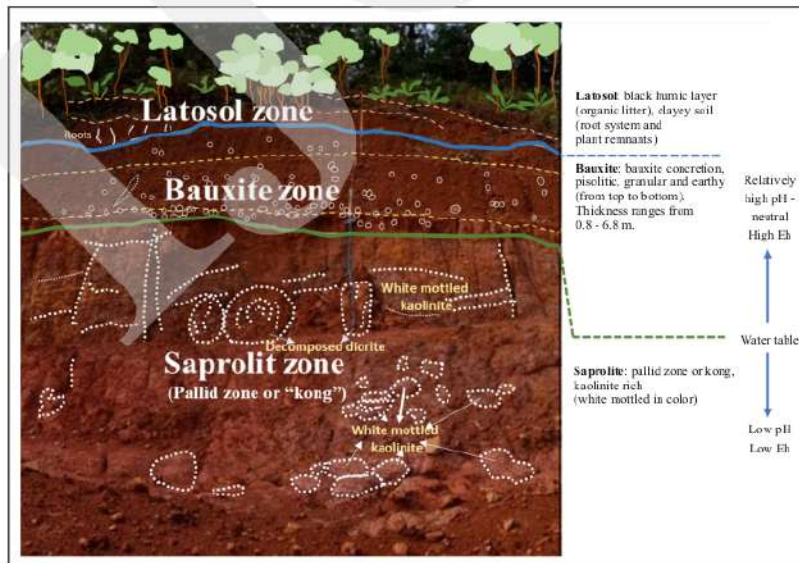 Latosol zone
Roots
Bauxite zone
White mottled
kaolinite
Decomposed diorite
Saprolit zone
(Pallid zone or “kong”)
White mottled
kaolinite
Latosol: black humic layer
(organic litter), clayey soil
(root system and
plant remnants)
Bauxite: bauxite concretion,
pisolitic, granular and earthy
(from top to bottom).
Thickness ranges from
0.8 - 6.8 m.
Relatively
high pH -
neutral
High Eh
Water table
Saprolite: pallid zone or kong,
kaolinite rich
(white mottled in color)
Low pH
Low Eh